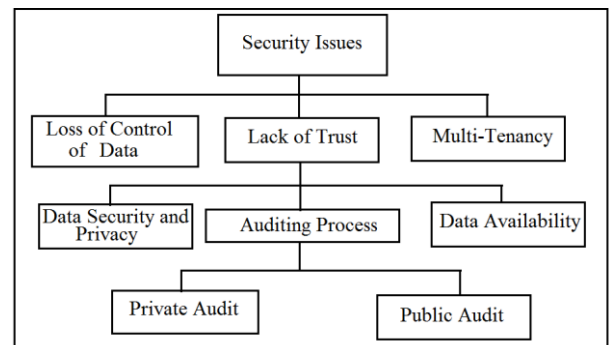 Security Issues
Loss of Control
of Data
Lack of Trust
Multi-Tenancy
Data Security and
Privacy
Auditing Process
Data Availability
Private Audit
Public Audit